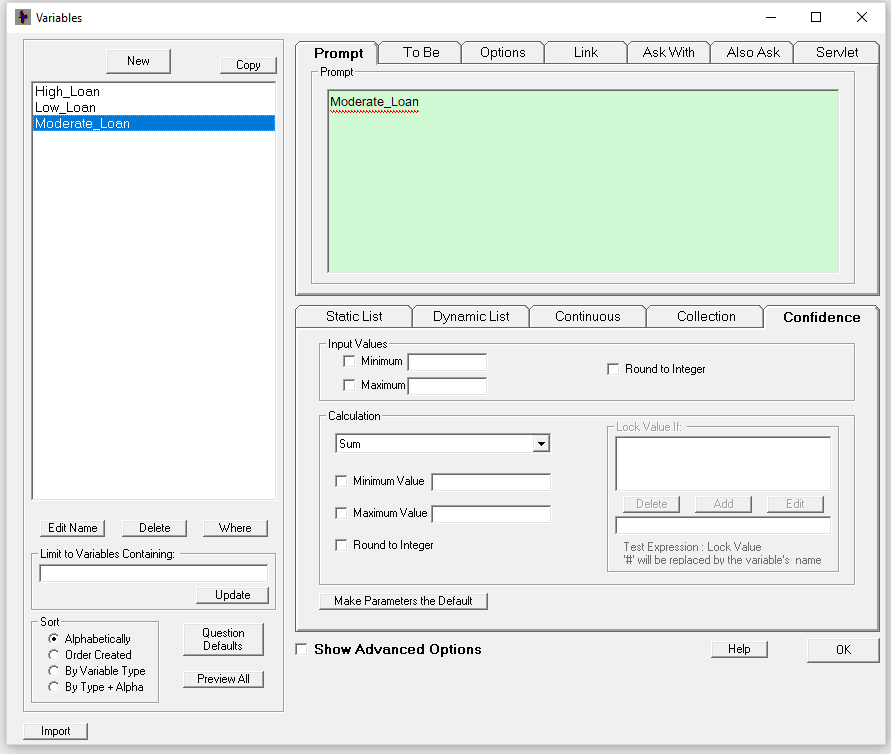 Variables
New
Copy
High_Loan
Low_Loan
Moderate_Loan
Edit Name Delete Where
Limit to Variables Containing:
Update
Sort
Alphabetically
Order Created
By Variable Type
By Type + Alpha
Question
Defaults
Preview All
Import
Prompt To Be Options Link Ask With Also Ask Servlet
Prompt
Moderate_Loan
Static List Dynamic List Continuous Collection Confidence
Input Values
Minimum
Maximum
Round to Integer
Calculation
Sum
Minimum Value
Maximum Value
Round to Integer
Lock Value If:
Delete Add Edit
Test Expression : Lock Value
'#' will be replaced by the variable's name
Make Parameters the Default
Show Advanced Options
Help
OK